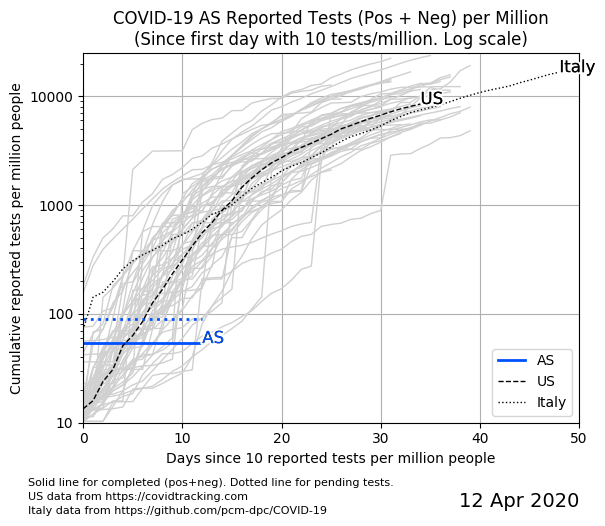 COVID-19 AS Reported Tests (Pos + Neg) per Million
(Since first day with 10 tests/million. Log scale)
Cumulative reported tests per million people
10000
1000
100
10
Italy
US
AS
AS
US
Italy
0 10 20 30 40 50
Days since 10 reported tests per million people
Solid line for completed (pos+neg). Dotted line for pending tests.
US data from https://covidtracking.com
Italy data from https://github.com/pcm-dpc/COVID-19
12 Apr 2020